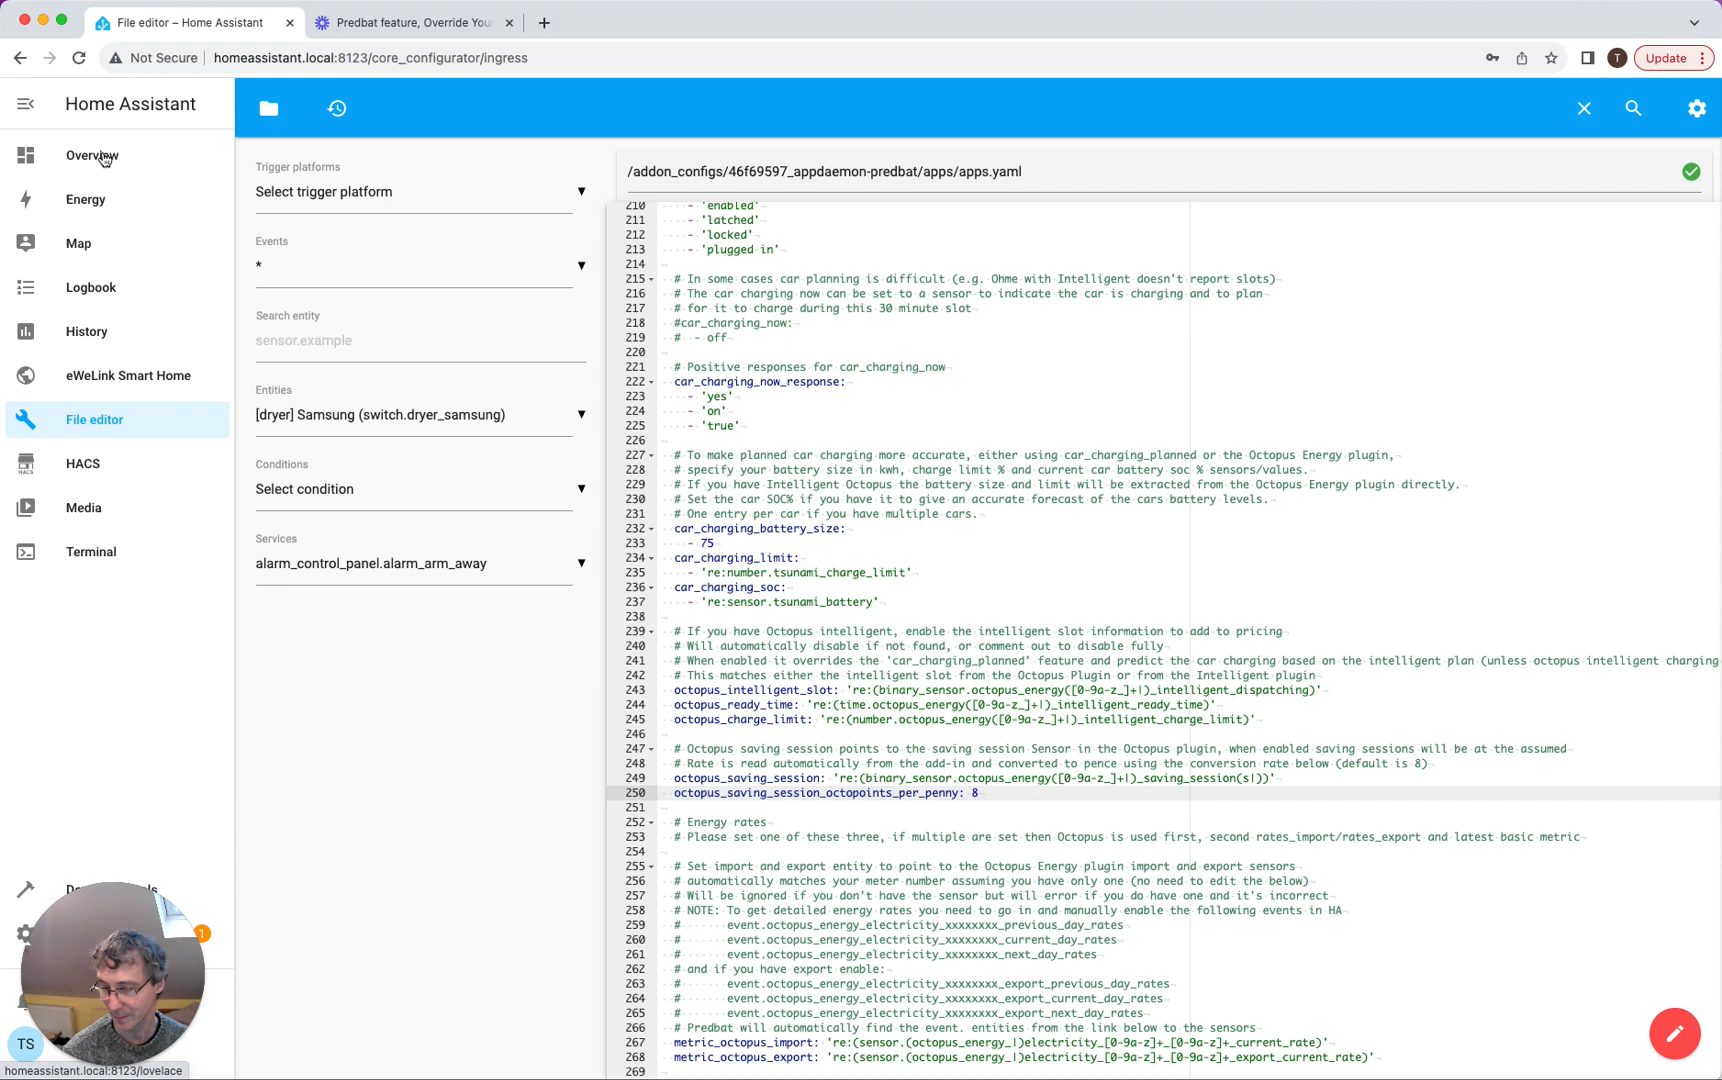 File editor – Home Assistant
Predbat feature, Override You
Not Secure
homeassistant.local:8123/core_configurator/ingress
T
Update
Home Assistant
Overview
Energy
Map
Logbook
History
eWeLink Smart Home
File editor
HACS
Media
Terminal
1
TS
homeassistant.local:8123/lovelace
Trigger platforms
Select trigger platform
Events
*
Search entity
sensor.example
Entities
[dryer] Samsung (switch.dryer_samsung)
Conditions
Select condition
Services
alarm_control_panel.alarm_arm_away
/addon_configs/46f69597_appdaemon-predbat/apps/apps.yaml
210 - 'enabled'
211 - 'latched'
212 - 'locked'
213 - 'plugged in'
214
215 # In some cases car planning is difficult (e.g. Ohme with Intelligent doesn't report slots)
216 # The car charging now can be set to a sensor to indicate the car is charging and to plan
217 # for it to charge during this 30 minute slot
218 #car_charging_now:
219 # - off
220
221 # Positive responses for car_charging_now
222 car_charging_now_response:
223 - 'yes'
224 - 'on'
225 - 'true'
226
227 # To make planned car charging more accurate, either using car_charging_planned or the Octopus Energy plugin,
228 # specify your battery size in kwh, charge limit % and current car battery soc % sensors/values.
229 # If you have Intelligent Octopus the battery size and limit will be extracted from the Octopus Energy plugin directly.
230 # Set the car SOC% if you have it to give an accurate forecast of the cars battery levels.
231 # One entry per car if you have multiple cars.
232 car_charging_battery_size:
233 - 75
234 car_charging_limit:
235 - 're:number.tsunami_charge_limit'
236 car_charging_soc:
237 - 're:sensor.tsunami_battery'
238
239 # If you have Octopus intelligent, enable the intelligent slot information to add to pricing
240 # Will automatically disable if not found, or comment out to disable fully
241 # When enabled it overrides the 'car_charging_planned' feature and predict the car charging based on the intelligent plan (unless octopus intelligent charging
242 # This matches either the intelligent slot from the Octopus Plugin or from the Intelligent plugin
243 octopus_intelligent_slot: 're:(binary_sensor.octopus_energy([0-9a-z_]+|)_intelligent_dispatching)'
244 octopus_ready_time: 're:(time.octopus_energy([0-9a-z_]+|)_intelligent_ready_time)'
245 octopus_charge_limit: 're:(number.octopus_energy([0-9a-z_]+|)_intelligent_charge_limit)'
246
247 # Octopus saving session points to the saving session Sensor in the Octopus plugin, when enabled saving sessions will be at the assumed
248 # Rate is read automatically from the add-in and converted to pence using the conversion rate below (default is 8)
249 octopus_saving_session: 're:(binary_sensor.octopus_energy([0-9a-z_]+|)_saving_session(s|))'
250 octopus_saving_session_octopoints_per_penny: 8
251
252 # Energy rates
253 # Please set one of these three, if multiple are set then Octopus is used first, second rates_import/rates_export and latest basic metric
254
255 # Set import and export entity to point to the Octopus Energy plugin import and export sensors
256 # automatically matches your meter number assuming you have only one (no need to edit the below)
257 # Will be ignored if you don't have the sensor but will error if you do have one and it's incorrect
258 # NOTE: To get detailed energy rates you need to go in and manually enable the following events in HA
259 # event.octopus_energy_electricity_xxxxxxxx_previous_day_rates
260 # event.octopus_energy_electricity_xxxxxxxx_current_day_rates
261 # event.octopus_energy_electricity_xxxxxxxx_next_day_rates
262 # and if you have export enable:
263 # event.octopus_energy_electricity_xxxxxxxx_export_previous_day_rates
264 # event.octopus_energy_electricity_xxxxxxxx_export_current_day_rates
265 # event.octopus_energy_electricity_xxxxxxxx_export_next_day_rates
266 # Predbat will automatically find the event. entities from the link below to the sensors
267 metric_octopus_import: 're:(sensor.(octopus_energy_|)electricity_[0-9a-z]+_[0-9a-z]+_current_rate)'
268 metric_octopus_export: 're:(sensor.(octopus_energy_|)electricity_[0-9a-z]+_[0-9a-z]+_export_current_rate)'
269